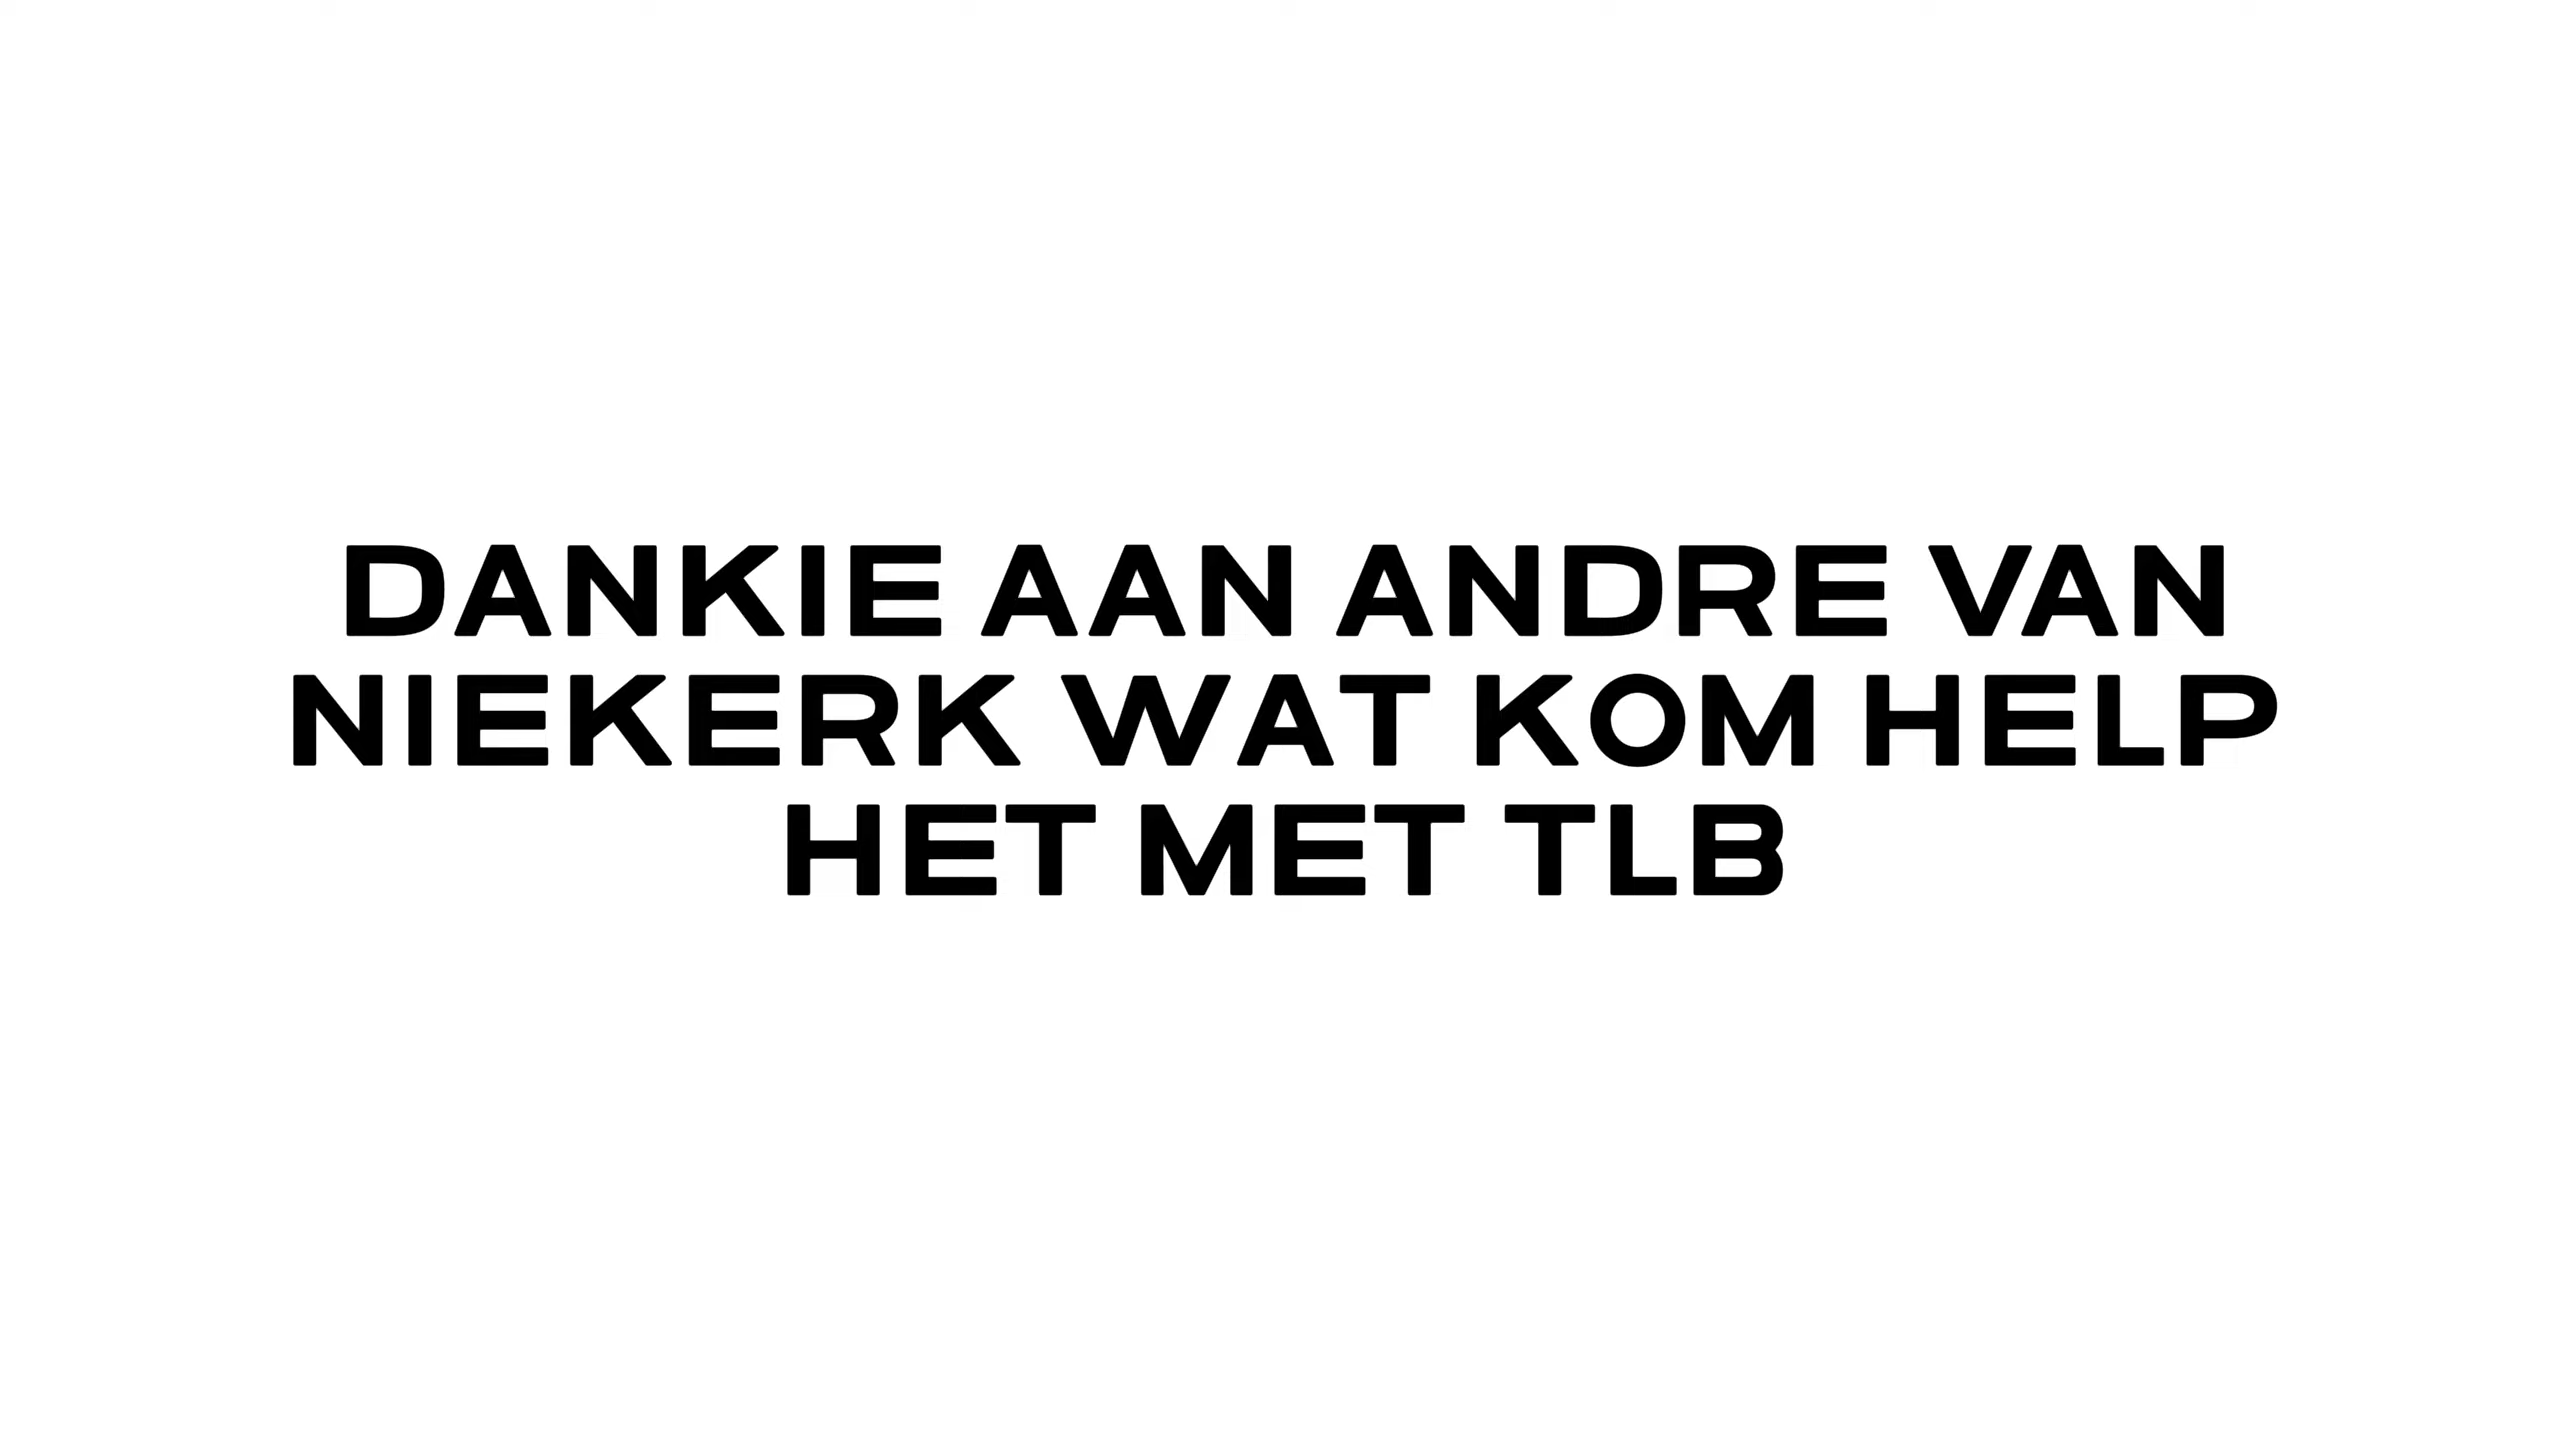 DANKIE AAN ANDRE VAN
NIEKERK WAT KOM HELP
HET MET TLB